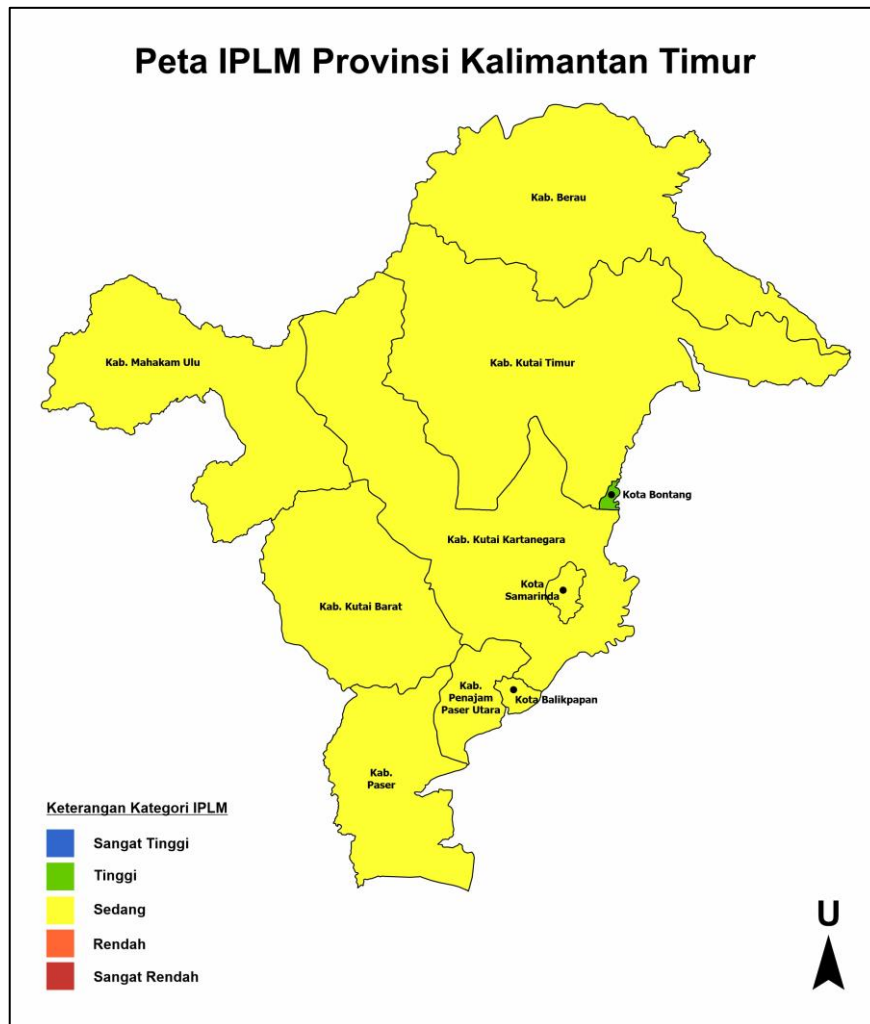 Peta IPLM Provinsi Kalimantan Timur
Kab. Berau
Kab. Mahakam Ulu
Kab. Kutai Timur
Kota Bontang
Kab. Kutai Kartanegara
Kota
Samarinda
Kab. Kutai Barat
Kab.
Penajam
Paser Utara
Kota Balikpapan
Kab.
Paser
Keterangan Kategori IPLM
Sangat Tinggi
Tinggi
Sedang
Rendah
Sangat Rendah
U